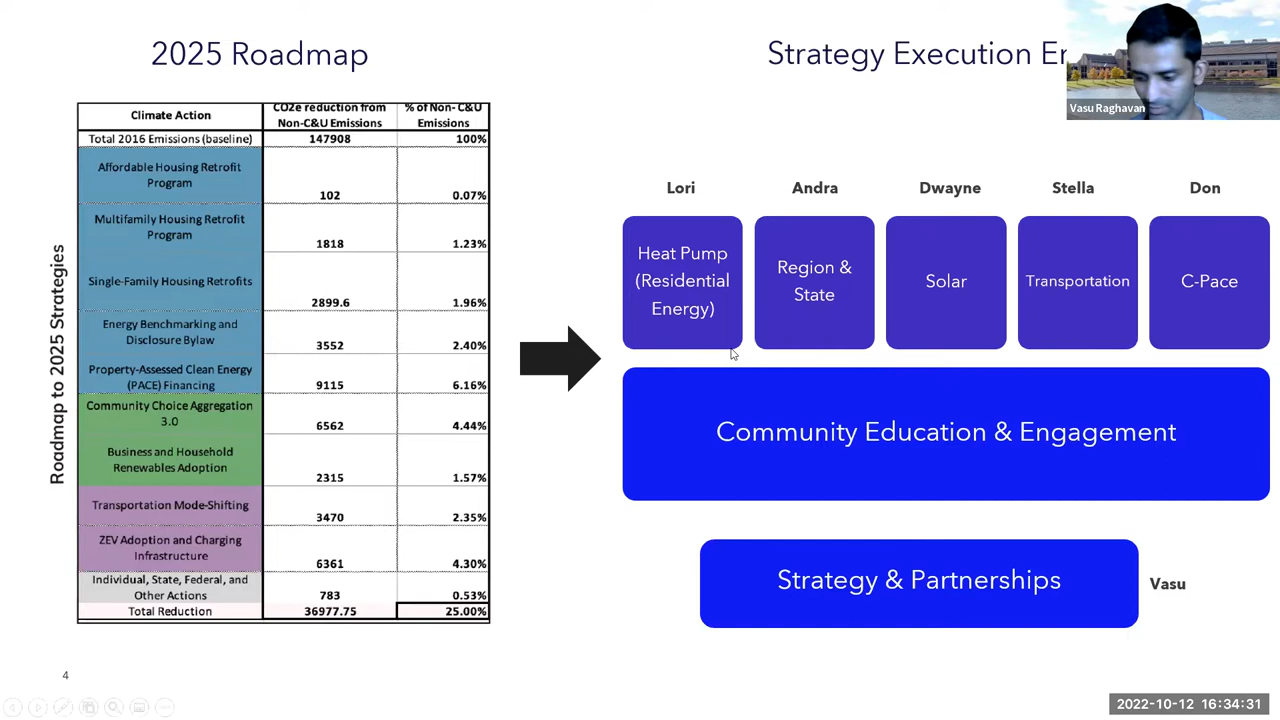 2025 Roadmap
Strategy Execution
Vasu Raghavan
Roadmap to 2025 Strategies
Climate Action
CO2e reduction from
Non-C&U Emissions
% of Non-C&U
Emissions
Total 2016 Emissions (baseline) 147908 100%
Affordable Housing Retrofit
Program
102 0.07%
Multifamily Housing Retrofit
Program
1818 1.23%
Single-Family Housing Retrofits
2899.6 1.96%
Energy Benchmarking and
Disclosure Bylaw
3552 2.40%
Property-Assessed Clean Energy
(PACE) Financing
9115 6.16%
Community Choice Aggregation
3.0
6562 4.44%
Business and Household
Renewables Adoption
2315 1.57%
Transportation Mode-Shifting
3470 2.35%
ZEV Adoption and Charging
Infrastructure
6361 4.30%
Individual, State, Federal, and
Other Actions
783 0.53%
Total Reduction 36977.75 25.00%
Lori
Andra
Dwayne
Stella
Don
Heat Pump
(Residential
Energy)
Region &
State
Solar
Transportation
C-Pace
Community Education & Engagement
Strategy & Partnerships
Vasu
4
2022-10-12 16:34:31